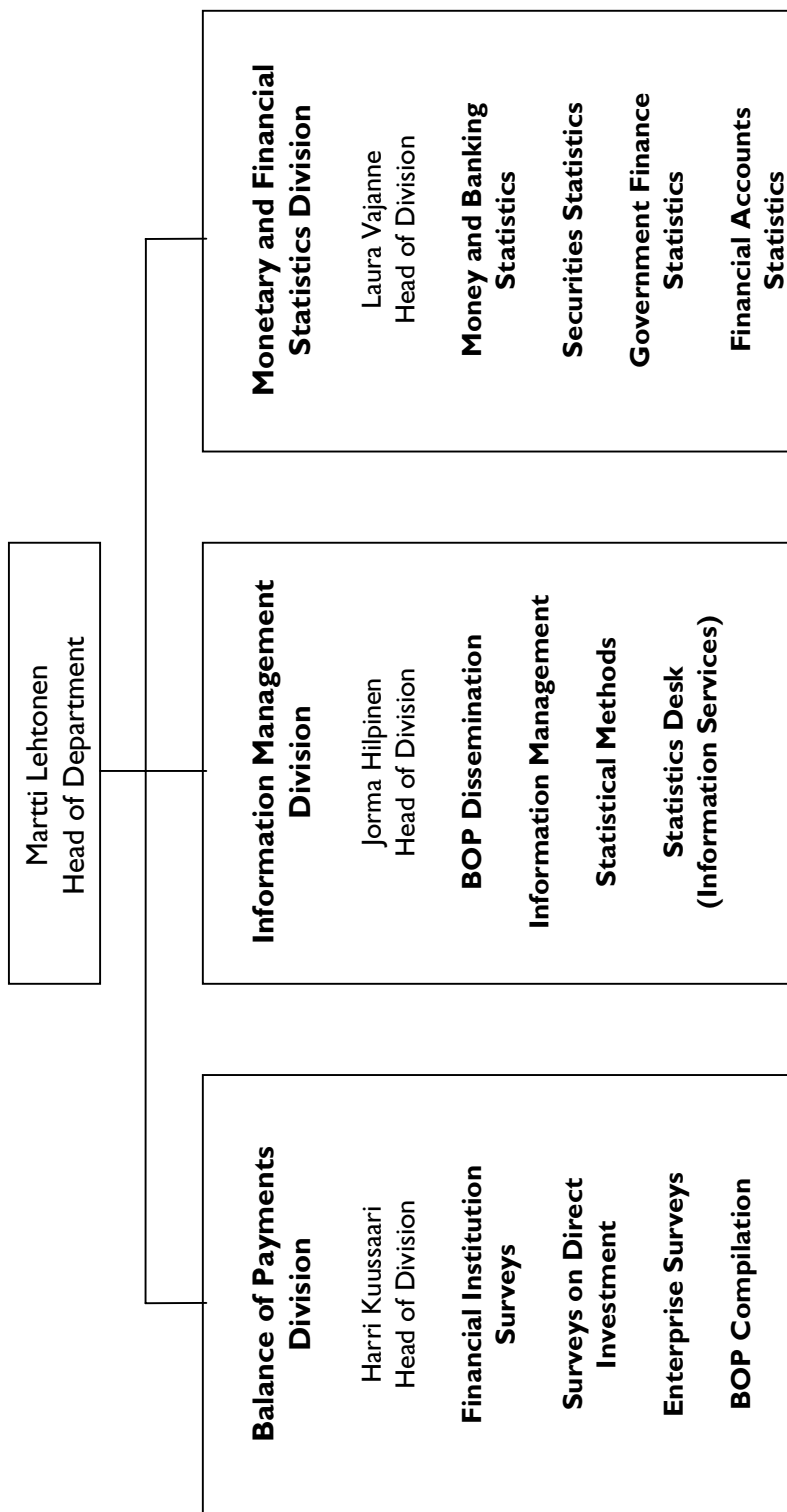 Martti Lehtonen
Head of Department
Balance of Payments
Division
Harri Kuussaari
Head of Division
Financial Institution
Surveys
Surveys on Direct
Investment
Enterprise Surveys
BOP Compilation
Information Management
Division
Jorma Hilpinen
Head of Division
BOP Dissemination
Information Management
Statistical Methods
Statistics Desk
(Information Services)
Monetary and Financial
Statistics Division
Laura Vajanne
Head of Division
Money and Banking
Statistics
Securities Statistics
Government Finance
Statistics
Financial Accounts
Statistics